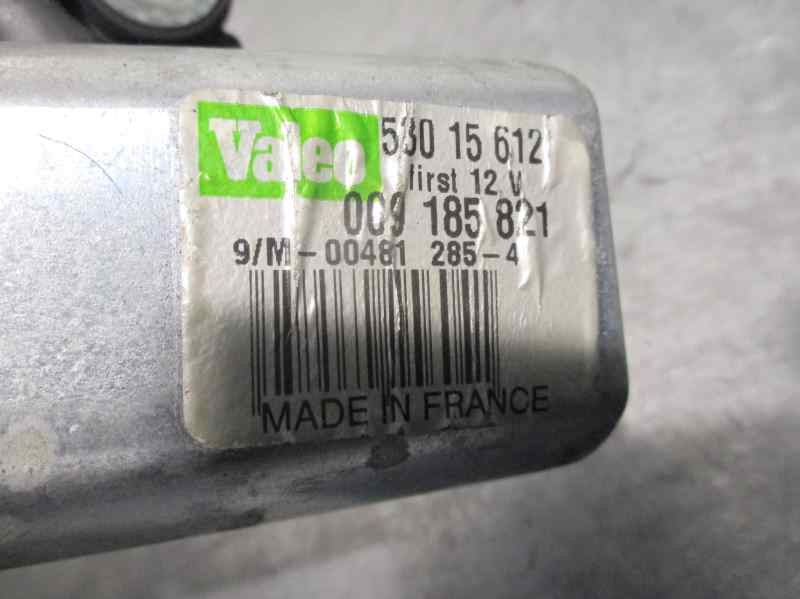 Valeo 530 15 612
first 12 V
009 185 821
9/M-00481 285-4
MADE IN FRANCE